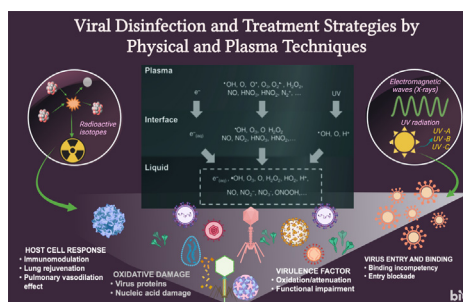 Viral Disinfection and Treatment Strategies by
Physical and Plasma Techniques
Radioactive
isotopes
Plasma
e⁻
•OH, O, O⁺, O₃, O₂⁺, H₂O₂,
NO, HNO₂, HNO₃, N₂⁺, ...
UV
Interface
e⁻(aq)
•OH, O₃, O H₂O₂
NO, NO₂, HNO₂, HNO₃,...
•OH, O, H⁺
Liquid
e⁻(aq), •OH, O₃, O, H₂O₂, HO₂, H⁺,
NO, NO₂⁻, NO₃⁻, ONOOH,...
Electromagnetic
waves (X-rays)
UV radiation
UV-A
UV-B
UV-C
HOST CELL RESPONSE
• Immunomodulation
• Lung rejuvenation
• Pulmonary vasodilation
effect
OXIDATIVE DAMAGE
• Virus proteins
• Nucleic acid damage
VIRULENCE FACTOR
• Oxidation/attenuation
• Functional impairment
VIRUS ENTRY AND BINDING
• Binding incompetency
• Entry blockade